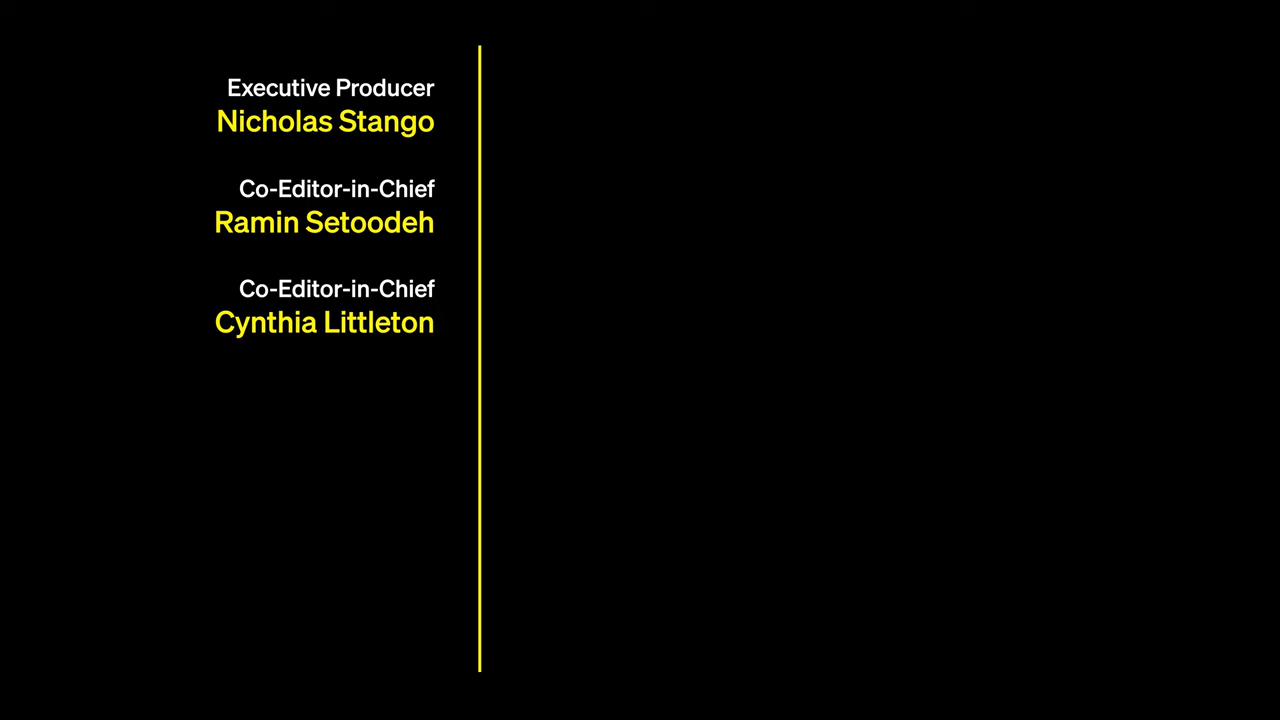 Executive Producer
Nicholas Stango
Co-Editor-in-Chief
Ramin Setoodeh
Co-Editor-in-Chief
Cynthia Littleton